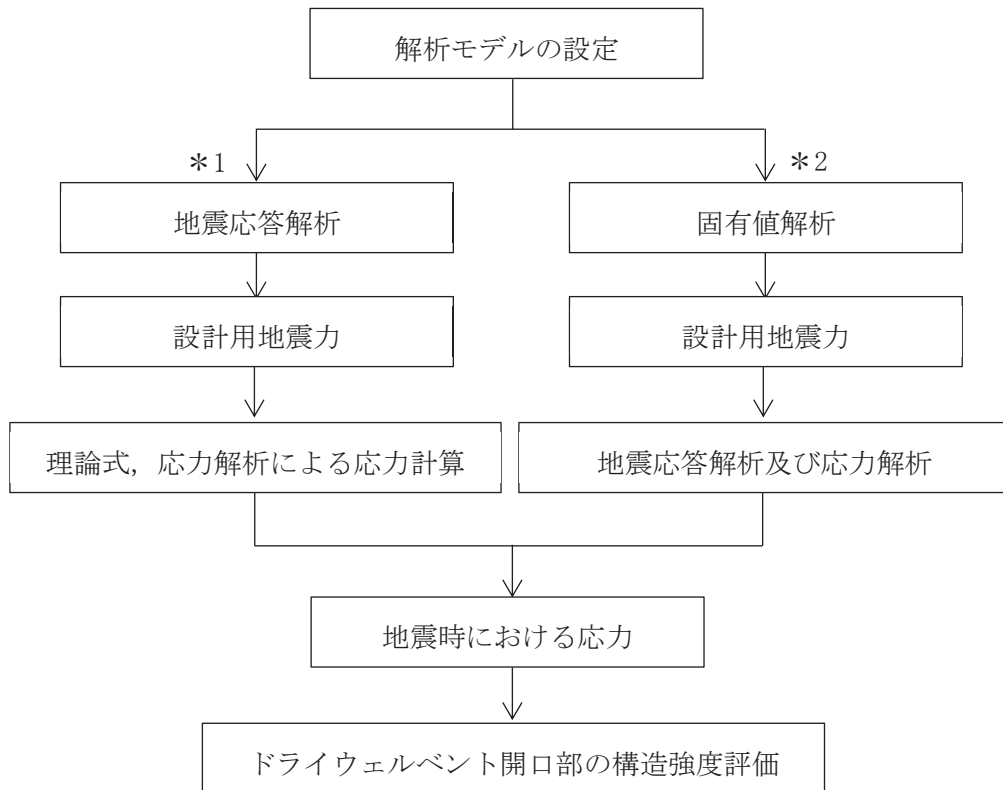 解析モデルの設定
＊1
＊2
地震応答解析
固有値解析
設計用地震力
設計用地震力
理論式，応力解析による応力計算
地震応答解析及び応力解析
地震時における応力
ドライウェルベント開口部の構造強度評価